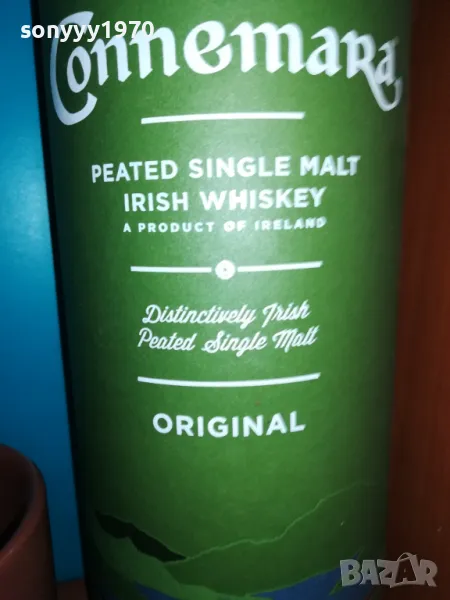 sonyyy1970
Connemara
PEATED SINGLE MALT
IRISH WHISKEY
A PRODUCT OF IRELAND
Distinctively Irish
Peated Single Malt
ORIGINAL
BAZAR